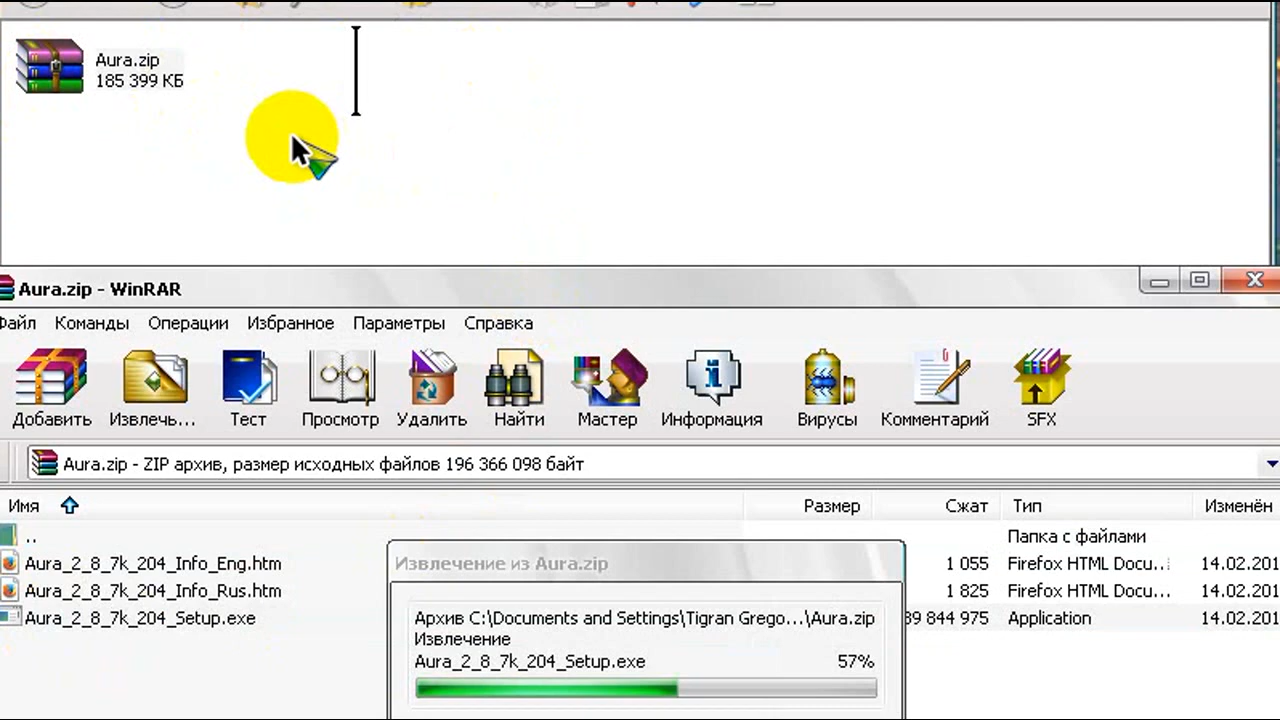 Aura.zip
185 399 КБ
Aura.zip - WinRAR
Файл Команды Операции Избранное Параметры Справка
Добавить Извлечь... Тест Просмотр Удалить Найти Мастер Информация Вирусы Комментарий SFX
Aura.zip - ZIP архив, размер исходных файлов 196 366 098 байт
Имя Размер Сжат Тип Изменён
.. Папка с файлами
Aura_2_8_7k_204_Info_Eng.htm 1 055 Firefox HTML Docu... 14.02.201
Aura_2_8_7k_204_Info_Rus.htm 1 825 Firefox HTML Docu... 14.02.201
Aura_2_8_7k_204_Setup.exe 89 844 975 Application 14.02.201
Извлечение из Aura.zip
Архив C:\Documents and Settings\Tigran Grego...\Aura.zip
Извлечение
Aura_2_8_7k_204_Setup.exe 57%